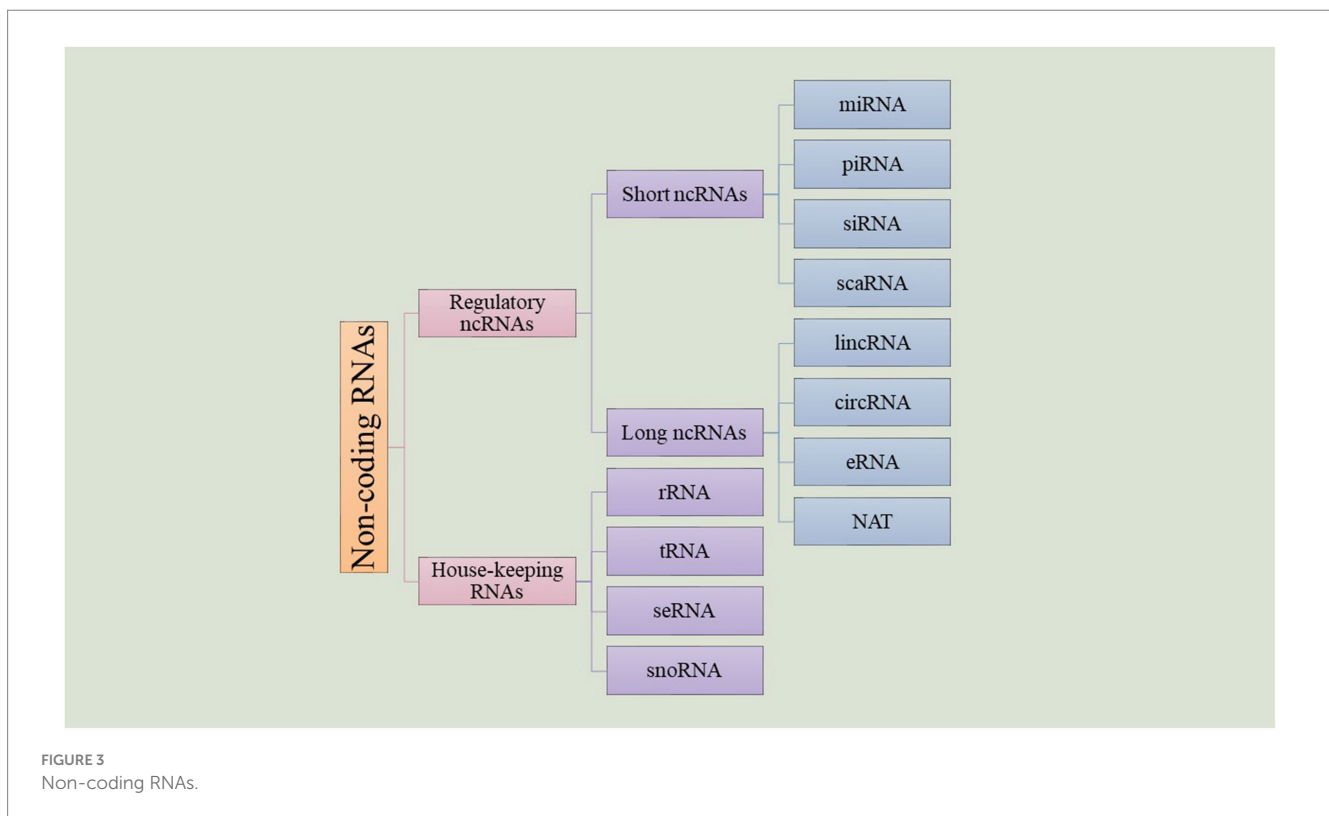 Non-coding RNAs
Regulatory
ncRNAs
Short ncRNAs
miRNA
piRNA
siRNA
scaRNA
Long ncRNAs
lincRNA
circRNA
eRNA
NAT
House-keeping
RNAs
rRNA
tRNA
seRNA
snoRNA
FIGURE 3
Non-coding RNAs.